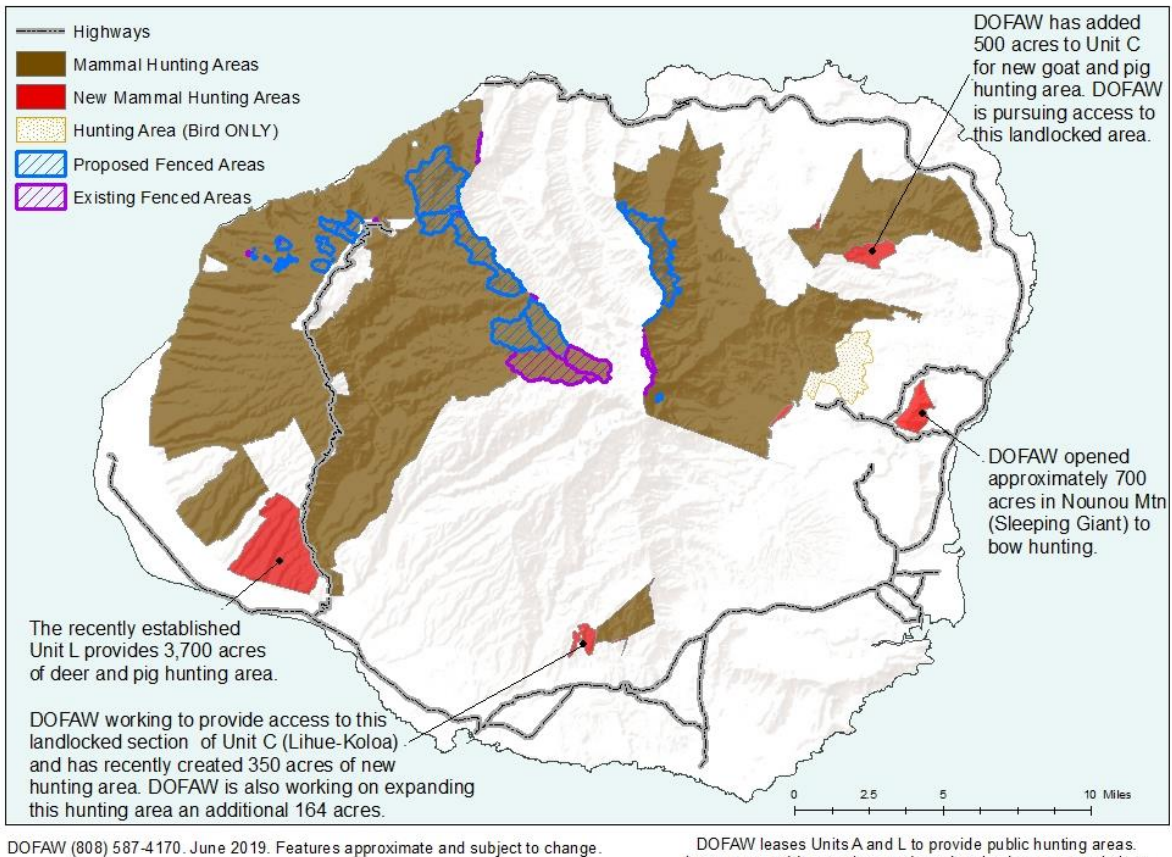 Highways
Mammal Hunting Areas
New Mammal Hunting Areas
Hunting Area (Bird ONLY)
Proposed Fenced Areas
Existing Fenced Areas
DOFAW has added
500 acres to Unit C
for new goat and pig
hunting area. DOFAW
is pursuing access to
this landlocked area.
DOFAW opened
approximately 700
acres in Nounou Mtn
(Sleeping Giant) to
bow hunting.
The recently established
Unit L provides 3,700 acres
of deer and pig hunting area.
DOFAW working to provide access to this
landlocked section of Unit C (Lihue-Koloa)
and has recently created 350 acres of new
hunting area. DOFAW is also working on expanding
this hunting area an additional 164 acres.
0 2.5 5 10 Miles
DOFAW (808) 587-4170. June 2019. Features approximate and subject to change.
DOFAW leases Units A and L to provide public hunting areas.